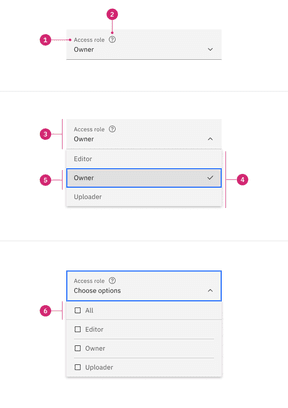 2
1
Access role ?
Owner
3
Access role ?
Owner
Editor
5
Owner
4
Uploader
Access role ?
Choose options
6
All
Editor
Owner
Uploader